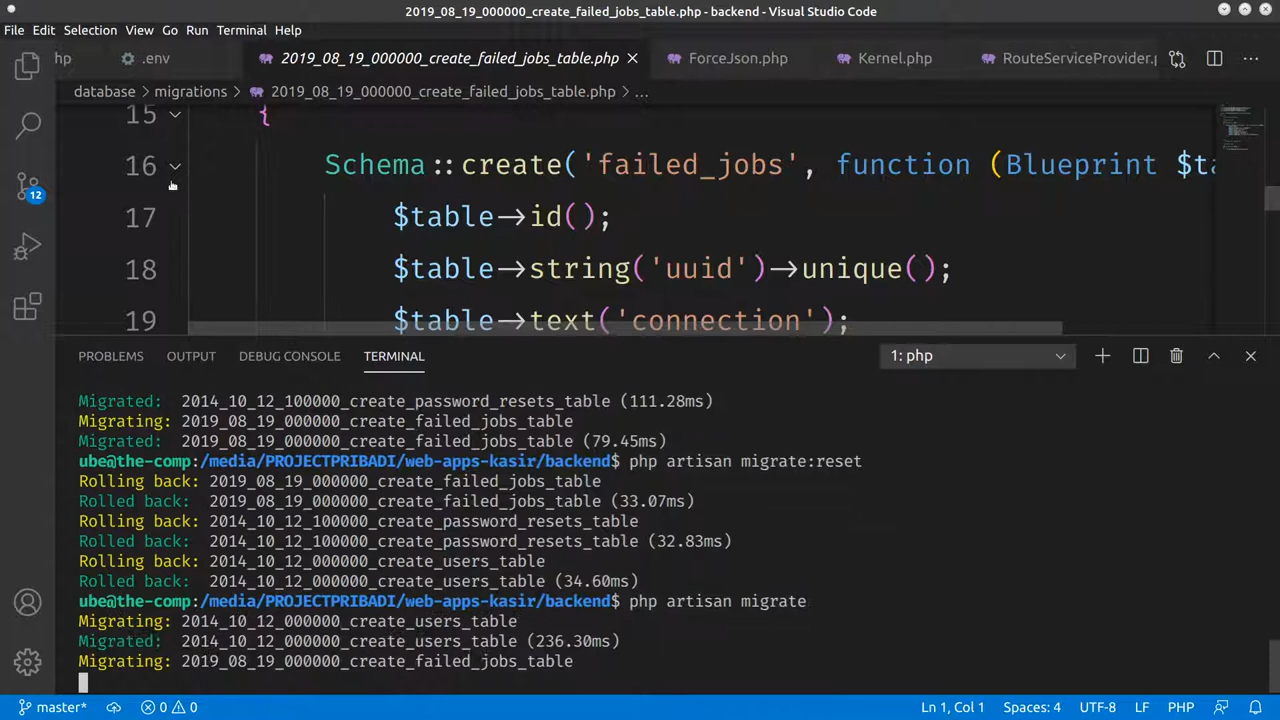 2019_08_19_000000_create_failed_jobs_table.php - backend - Visual Studio Code
File Edit Selection View Go Run Terminal Help
hp .env 2019_08_19_000000_create_failed_jobs_table.php ForceJson.php Kernel.php RouteServiceProvider.p
database > migrations > 2019_08_19_000000_create_failed_jobs_table.php > ...
15 {
16 Schema::create('failed_jobs', function (Blueprint $ta
17 $table->id();
18 $table->string('uuid')->unique();
19 $table->text('connection');
12
PROBLEMS OUTPUT DEBUG CONSOLE TERMINAL 1: php
Migrated: 2014_10_12_100000_create_password_resets_table (111.28ms)
Migrating: 2019_08_19_000000_create_failed_jobs_table
Migrated: 2019_08_19_000000_create_failed_jobs_table (79.45ms)
ube@the-comp:/media/PROJECTPRIBADI/web-apps-kasir/backend$ php artisan migrate:reset
Rolling back: 2019_08_19_000000_create_failed_jobs_table
Rolled back: 2019_08_19_000000_create_failed_jobs_table (33.07ms)
Rolling back: 2014_10_12_100000_create_password_resets_table
Rolled back: 2014_10_12_100000_create_password_resets_table (32.83ms)
Rolling back: 2014_10_12_000000_create_users_table
Rolled back: 2014_10_12_000000_create_users_table (34.60ms)
ube@the-comp:/media/PROJECTPRIBADI/web-apps-kasir/backend$ php artisan migrate
Migrating: 2014_10_12_000000_create_users_table
Migrated: 2014_10_12_000000_create_users_table (236.30ms)
Migrating: 2019_08_19_000000_create_failed_jobs_table
master* 0 0 Ln 1, Col 1 Spaces: 4 UTF-8 LF PHP